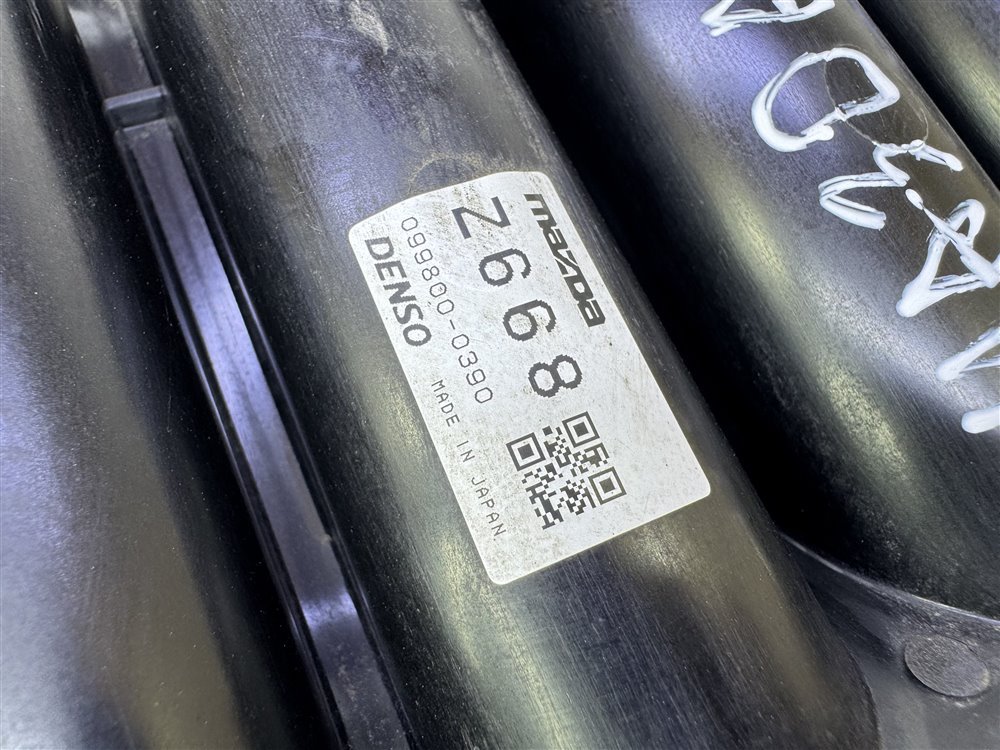 mazda
Z668
099800-0390
DENSO MADE IN JAPAN